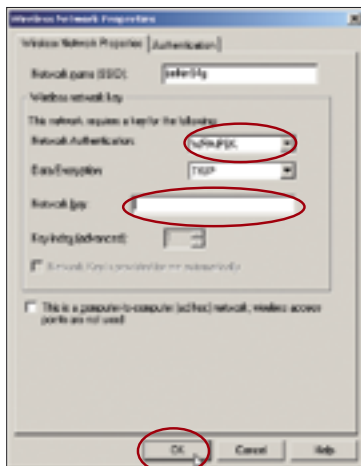 Wireless Network Properties
Wireless Network Properties Authentication
Network name (SSID):
Wireless network key
This network requires a key for the following:
Network Authentication: WPA-PSK
Data Encryption: TKIP
Network key:
Key index (advanced):
This is a computer-to-computer (ad hoc) network; wireless access
points are not used
OK Cancel Help